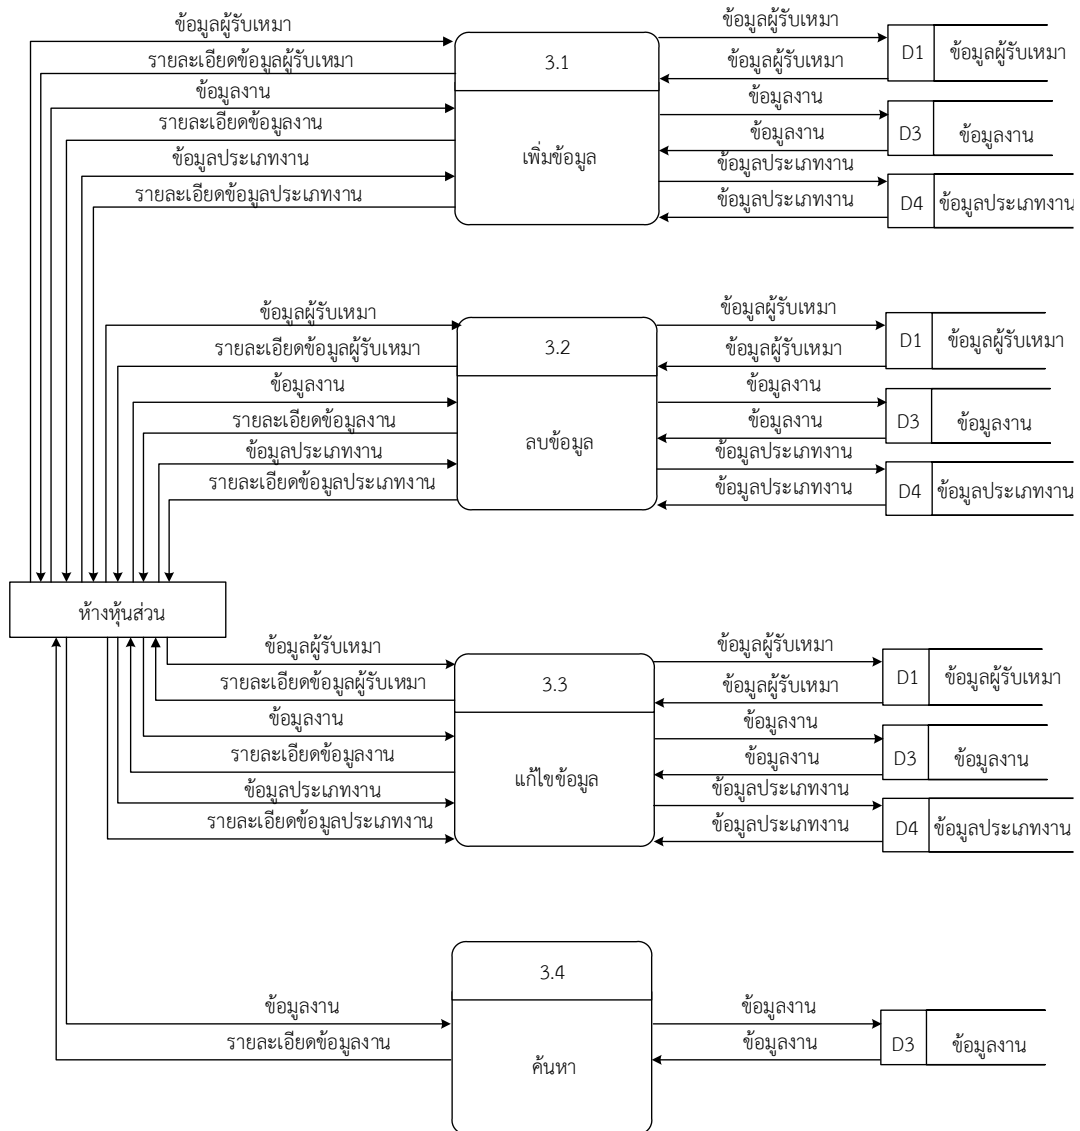 ข้อมูลผู้รับเหมา
รายละเอียดข้อมูลผู้รับเหมา
ข้อมูลงาน
รายละเอียดข้อมูลงาน
ข้อมูลประเภทงาน
รายละเอียดข้อมูลประเภทงาน
3.1
เพิ่มข้อมูล
ข้อมูลผู้รับเหมา
ข้อมูลผู้รับเหมา
ข้อมูลงาน
ข้อมูลงาน
ข้อมูลประเภทงาน
ข้อมูลประเภทงาน
D1 ข้อมูลผู้รับเหมา
D3 ข้อมูลงาน
D4 ข้อมูลประเภทงาน
ข้อมูลผู้รับเหมา
รายละเอียดข้อมูลผู้รับเหมา
ข้อมูลงาน
รายละเอียดข้อมูลงาน
ข้อมูลประเภทงาน
รายละเอียดข้อมูลประเภทงาน
3.2
ลบข้อมูล
ข้อมูลผู้รับเหมา
ข้อมูลผู้รับเหมา
ข้อมูลงาน
ข้อมูลงาน
ข้อมูลประเภทงาน
ข้อมูลประเภทงาน
D1 ข้อมูลผู้รับเหมา
D3 ข้อมูลงาน
D4 ข้อมูลประเภทงาน
ห้างหุ้นส่วน
ข้อมูลผู้รับเหมา
รายละเอียดข้อมูลผู้รับเหมา
ข้อมูลงาน
รายละเอียดข้อมูลงาน
ข้อมูลประเภทงาน
รายละเอียดข้อมูลประเภทงาน
3.3
แก้ไขข้อมูล
ข้อมูลผู้รับเหมา
ข้อมูลผู้รับเหมา
ข้อมูลงาน
ข้อมูลงาน
ข้อมูลประเภทงาน
ข้อมูลประเภทงาน
D1 ข้อมูลผู้รับเหมา
D3 ข้อมูลงาน
D4 ข้อมูลประเภทงาน
ข้อมูลงาน
รายละเอียดข้อมูลงาน
3.4
ค้นหา
ข้อมูลงาน
ข้อมูลงาน
D3 ข้อมูลงาน